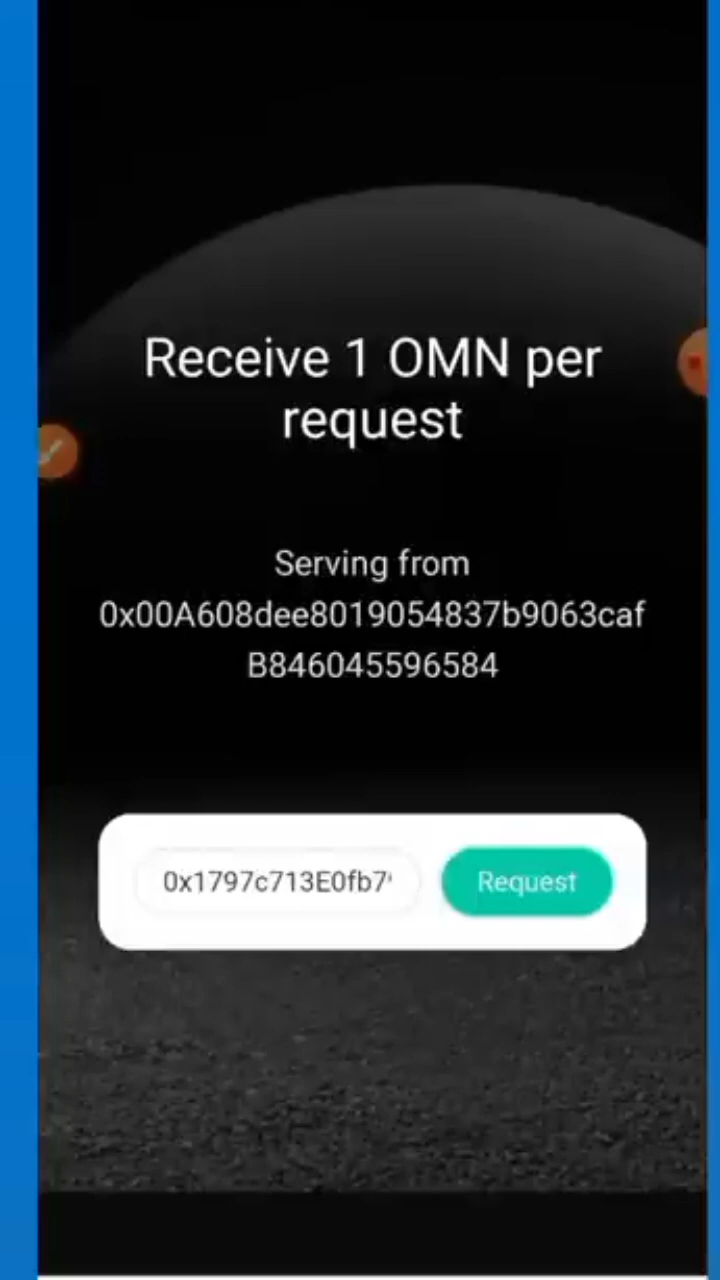 Receive 1 OMN per
request
Serving from
0x00A608dee8019054837b9063caf
B846045596584
0x1797c713E0fb7
Request